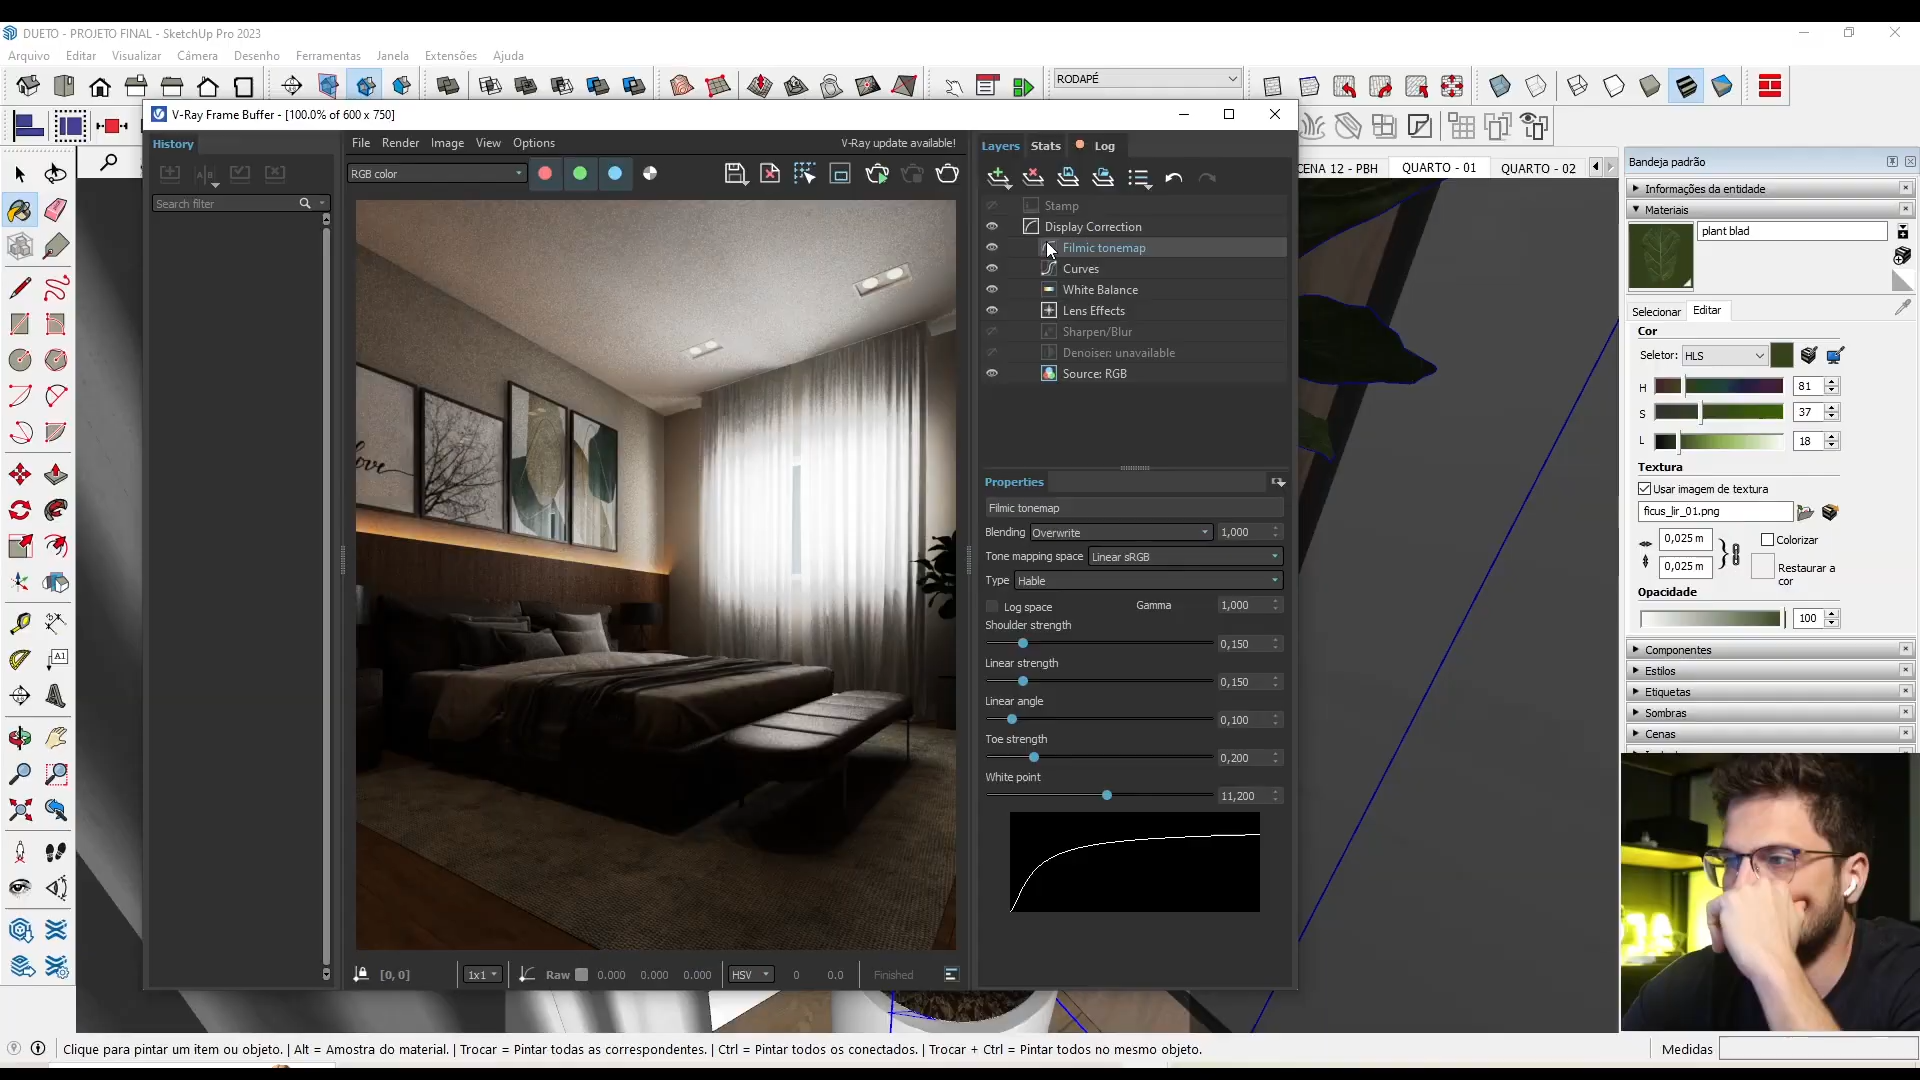 DUETO - PROJETO FINAL - SketchUp Pro 2023
Arquivo Editar Visualizar Câmera Desenho Ferramentas Janela Extensões Ajuda
RODAPÉ
V-Ray Frame Buffer - [100.0% of 600 x 750]
History
Search filter
File Render Image View Options
V-Ray update available!
RGB color
love
[0, 0]
1x1
Raw 0.000 0.000 0.000
HSV 0 0.0
Finished
Layers Stats Log
Stamp
Display Correction
Filmic tonemap
Curves
White Balance
Lens Effects
Sharpen/Blur
Denoiser: unavailable
Source: RGB
Properties
Filmic tonemap
Blending Overwrite 1,000
Tone mapping space Linear sRGB
Type Hable
Log space Gamma 1,000
Shoulder strength
0,150
Linear strength
0,150
Linear angle
0,100
Toe strength
0,200
White point
11,200
CENA 12 - PBH QUARTO - 01 QUARTO - 02
Bandeja padrão
Informações da entidade
Materiais
plant blad
Selecionar Editar
Cor
Seletor: HLS
H 81
S 37
L 18
Textura
Usar imagem de textura
ficus_lir_01.png
0,025 m
Colorizar
0,025 m
Restaurar a
cor
Opacidade
100
Componentes
Estilos
Etiquetas
Sombras
Cenas
A1
Clique para pintar um item ou objeto. | Alt = Amostra do material. | Trocar = Pintar todas as correspondentes. | Ctrl = Pintar todos os conectados. | Trocar + Ctrl = Pintar todos no mesmo objeto.
Medidas